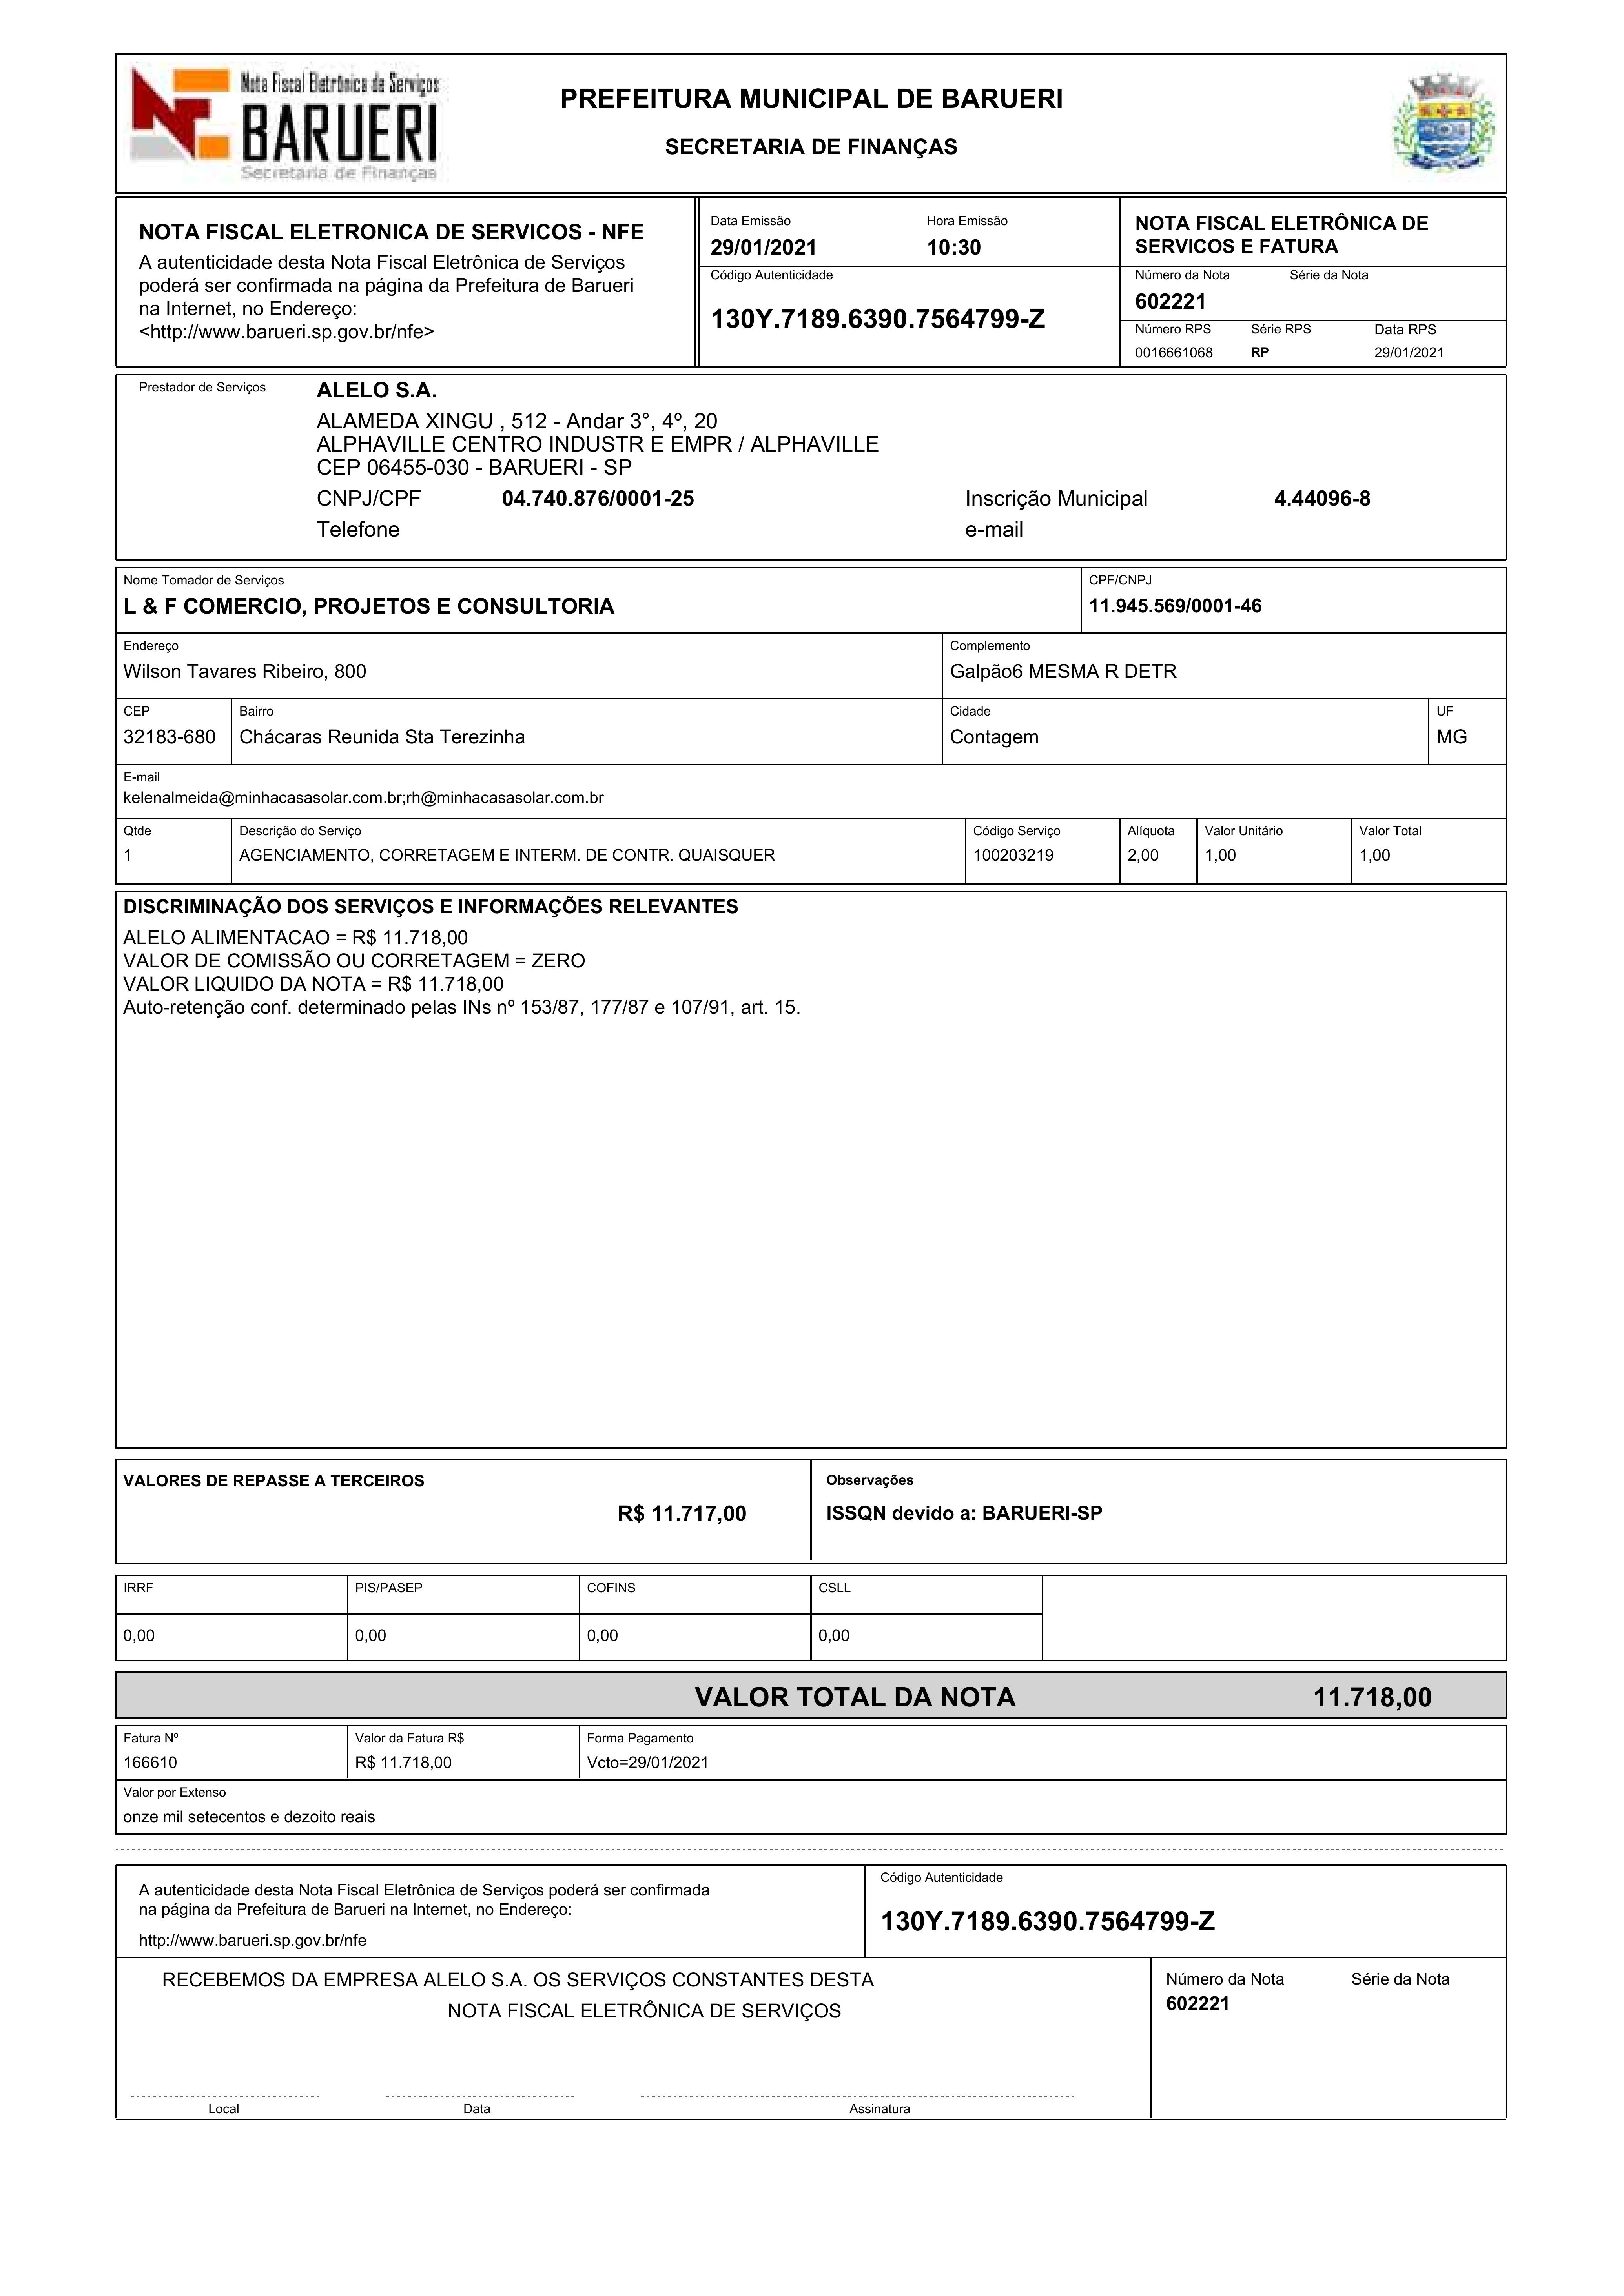 Nota Fiscal Eletrônica de Serviços
BARUERI
Secretaria de Finanças
PREFEITURA MUNICIPAL DE BARUERI
SECRETARIA DE FINANÇAS
NOTA FISCAL ELETRONICA DE SERVICOS - NFE
A autenticidade desta Nota Fiscal Eletrônica de Serviços
poderá ser confirmada na página da Prefeitura de Barueri
na Internet, no Endereço:
<http://www.barueri.sp.gov.br/nfe>
Data Emissão Hora Emissão
29/01/2021 10:30
Código Autenticidade
130Y.7189.6390.7564799-Z
NOTA FISCAL ELETRÔNICA DE
SERVICOS E FATURA
Número da Nota Série da Nota
602221
Número RPS Série RPS Data RPS
0016661068 RP 29/01/2021
Prestador de Serviços ALELO S.A.
ALAMEDA XINGU , 512 - Andar 3°, 4º, 20
ALPHAVILLE CENTRO INDUSTR E EMPR / ALPHAVILLE
CEP 06455-030 - BARUERI - SP
CNPJ/CPF 04.740.876/0001-25 Inscrição Municipal 4.44096-8
Telefone e-mail
Nome Tomador de Serviços CPF/CNPJ
L & F COMERCIO, PROJETOS E CONSULTORIA 11.945.569/0001-46
Endereço Complemento
Wilson Tavares Ribeiro, 800 Galpão6 MESMA R DETR
CEP Bairro Cidade UF
32183-680 Chácaras Reunida Sta Terezinha Contagem MG
E-mail
kelenalmeida@minhacasasolar.com.br;rh@minhacasasolar.com.br
Qtde Descrição do Serviço Código Serviço Alíquota Valor Unitário Valor Total
1 AGENCIAMENTO, CORRETAGEM E INTERM. DE CONTR. QUAISQUER 100203219 2,00 1,00 1,00
DISCRIMINAÇÃO DOS SERVIÇOS E INFORMAÇÕES RELEVANTES
ALELO ALIMENTACAO = R$ 11.718,00
VALOR DE COMISSÃO OU CORRETAGEM = ZERO
VALOR LIQUIDO DA NOTA = R$ 11.718,00
Auto-retenção conf. determinado pelas INs nº 153/87, 177/87 e 107/91, art. 15.
VALORES DE REPASSE A TERCEIROS
R$ 11.717,00
Observações
ISSQN devido a: BARUERI-SP
IRRF PIS/PASEP COFINS CSLL
0,00 0,00 0,00 0,00
VALOR TOTAL DA NOTA 11.718,00
Fatura Nº Valor da Fatura R$ Forma Pagamento
166610 R$ 11.718,00 Vcto=29/01/2021
Valor por Extenso
onze mil setecentos e dezoito reais
A autenticidade desta Nota Fiscal Eletrônica de Serviços poderá ser confirmada
na página da Prefeitura de Barueri na Internet, no Endereço:
http://www.barueri.sp.gov.br/nfe
Código Autenticidade
130Y.7189.6390.7564799-Z
RECEBEMOS DA EMPRESA ALELO S.A. OS SERVIÇOS CONSTANTES DESTA
NOTA FISCAL ELETRÔNICA DE SERVIÇOS
Número da Nota Série da Nota
602221
Local Data Assinatura